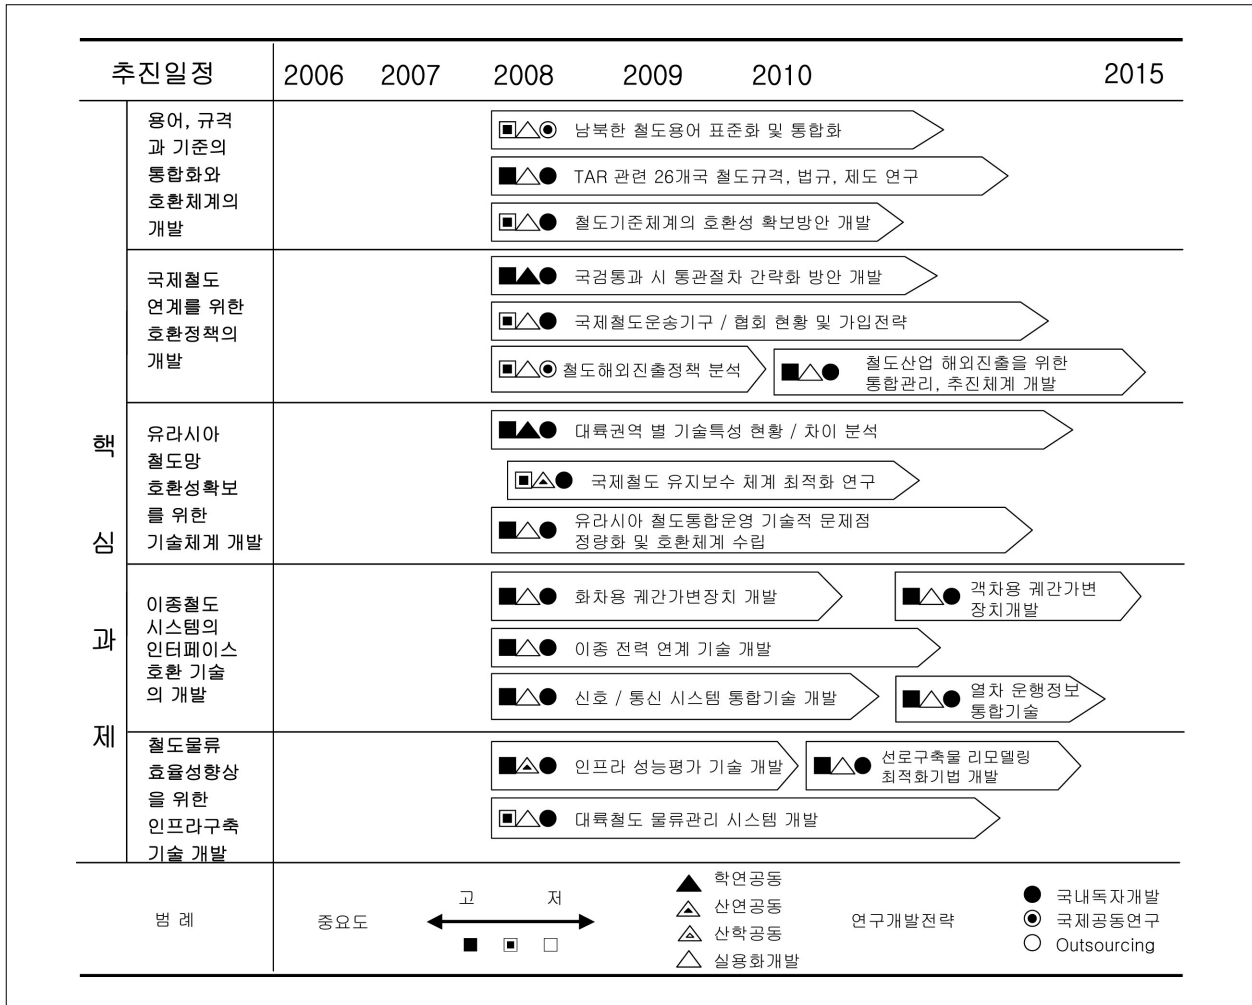 추진일정 2006 2007 2008 2009 2010 2015
핵심과제
용어, 규격
과 기준의
통합화와
호환체계의
개발
남북한 철도용어 표준화 및 통합화
TAR 관련 26개국 철도규격, 법규, 제도 연구
철도기준체계의 호환성 확보방안 개발
국제철도
연계를 위한
호환정책의
개발
국검통과 시 통관절차 간략화 방안 개발
국제철도운송기구 / 협회 현황 및 가입전략
철도해외진출정책 분석
철도산업 해외진출을 위한
통합관리, 추진체계 개발
유라시아
철도망
호환성확보
를 위한
기술체계 개발
대륙권역 별 기술특성 현황 / 차이 분석
국제철도 유지보수 체계 최적화 연구
유라시아 철도통합운영 기술적 문제점
정량화 및 호환체계 수립
이종철도
시스템의
인터페이스
호환 기술
의 개발
화차용 궤간가변장치 개발
객차용 궤간가변
장치개발
이종 전력 연계 기술 개발
신호 / 통신 시스템 통합기술 개발
열차 운행정보
통합기술
철도물류
효율성향상
을 위한
인프라구축
기술 개발
인프라 성능평가 기술 개발
선로구축물 리모델링
최적화기법 개발
대륙철도 물류관리 시스템 개발
범 례
중요도
고 저
학연공동
산연공동
산학공동
실용화개발
연구개발전략
국내독자개발
국제공동연구
Outsourcing